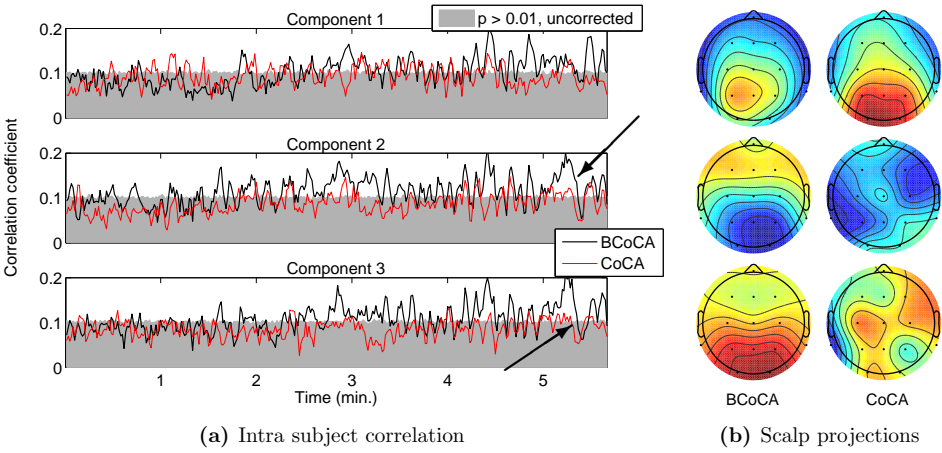 Component 1
p > 0.01, uncorrected
0.2
0.1
0
Component 2
0.2
0.1
0
Correlation coefficient
BCoCA
CoCA
Component 3
0.2
0.1
0
1 2 3 4 5
Time (min.)
BCoCA CoCA
(a) Intra subject correlation
(b) Scalp projections